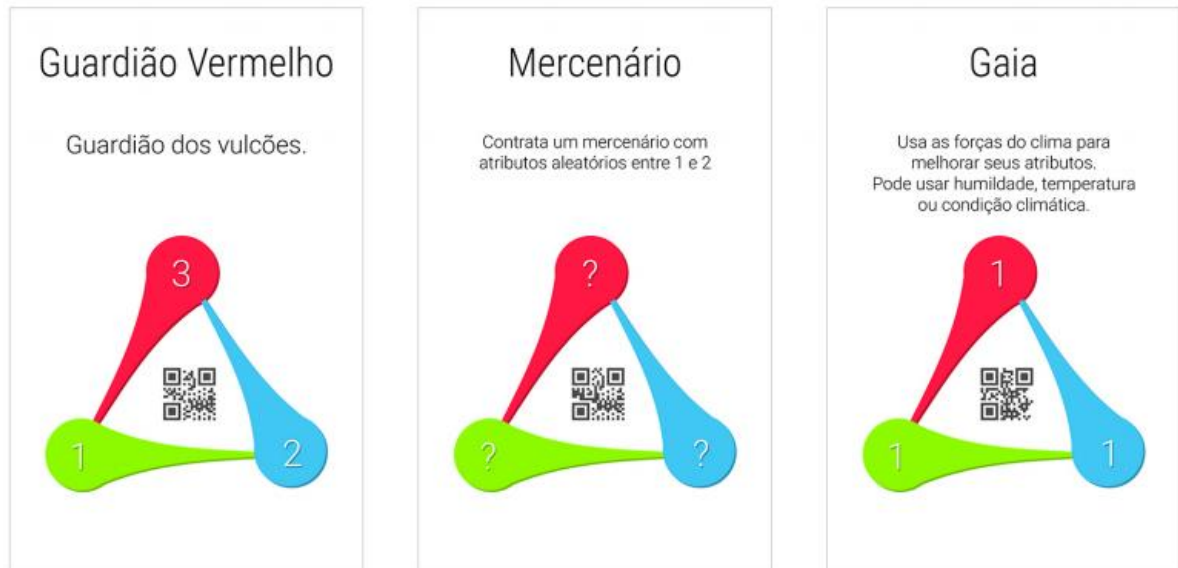 Guardião Vermelho
Guardião dos vulcões.
3
1
2
Mercenário
Contrata um mercenário com
atributos aleatórios entre 1 e 2
?
?
?
Gaia
Usa as forças do clima para
melhorar seus atributos.
Pode usar humildade, temperatura
ou condição climática.
1
1
1